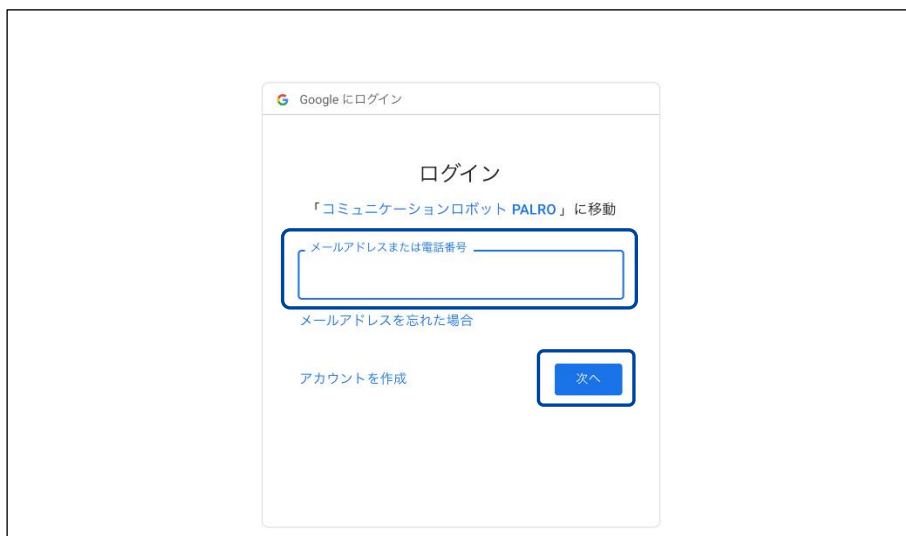 Google にログイン
ログイン
「コミュニケーションロボット PALRO」に移動
メールアドレスまたは電話番号
メールアドレスを忘れた場合
アカウントを作成
次へ